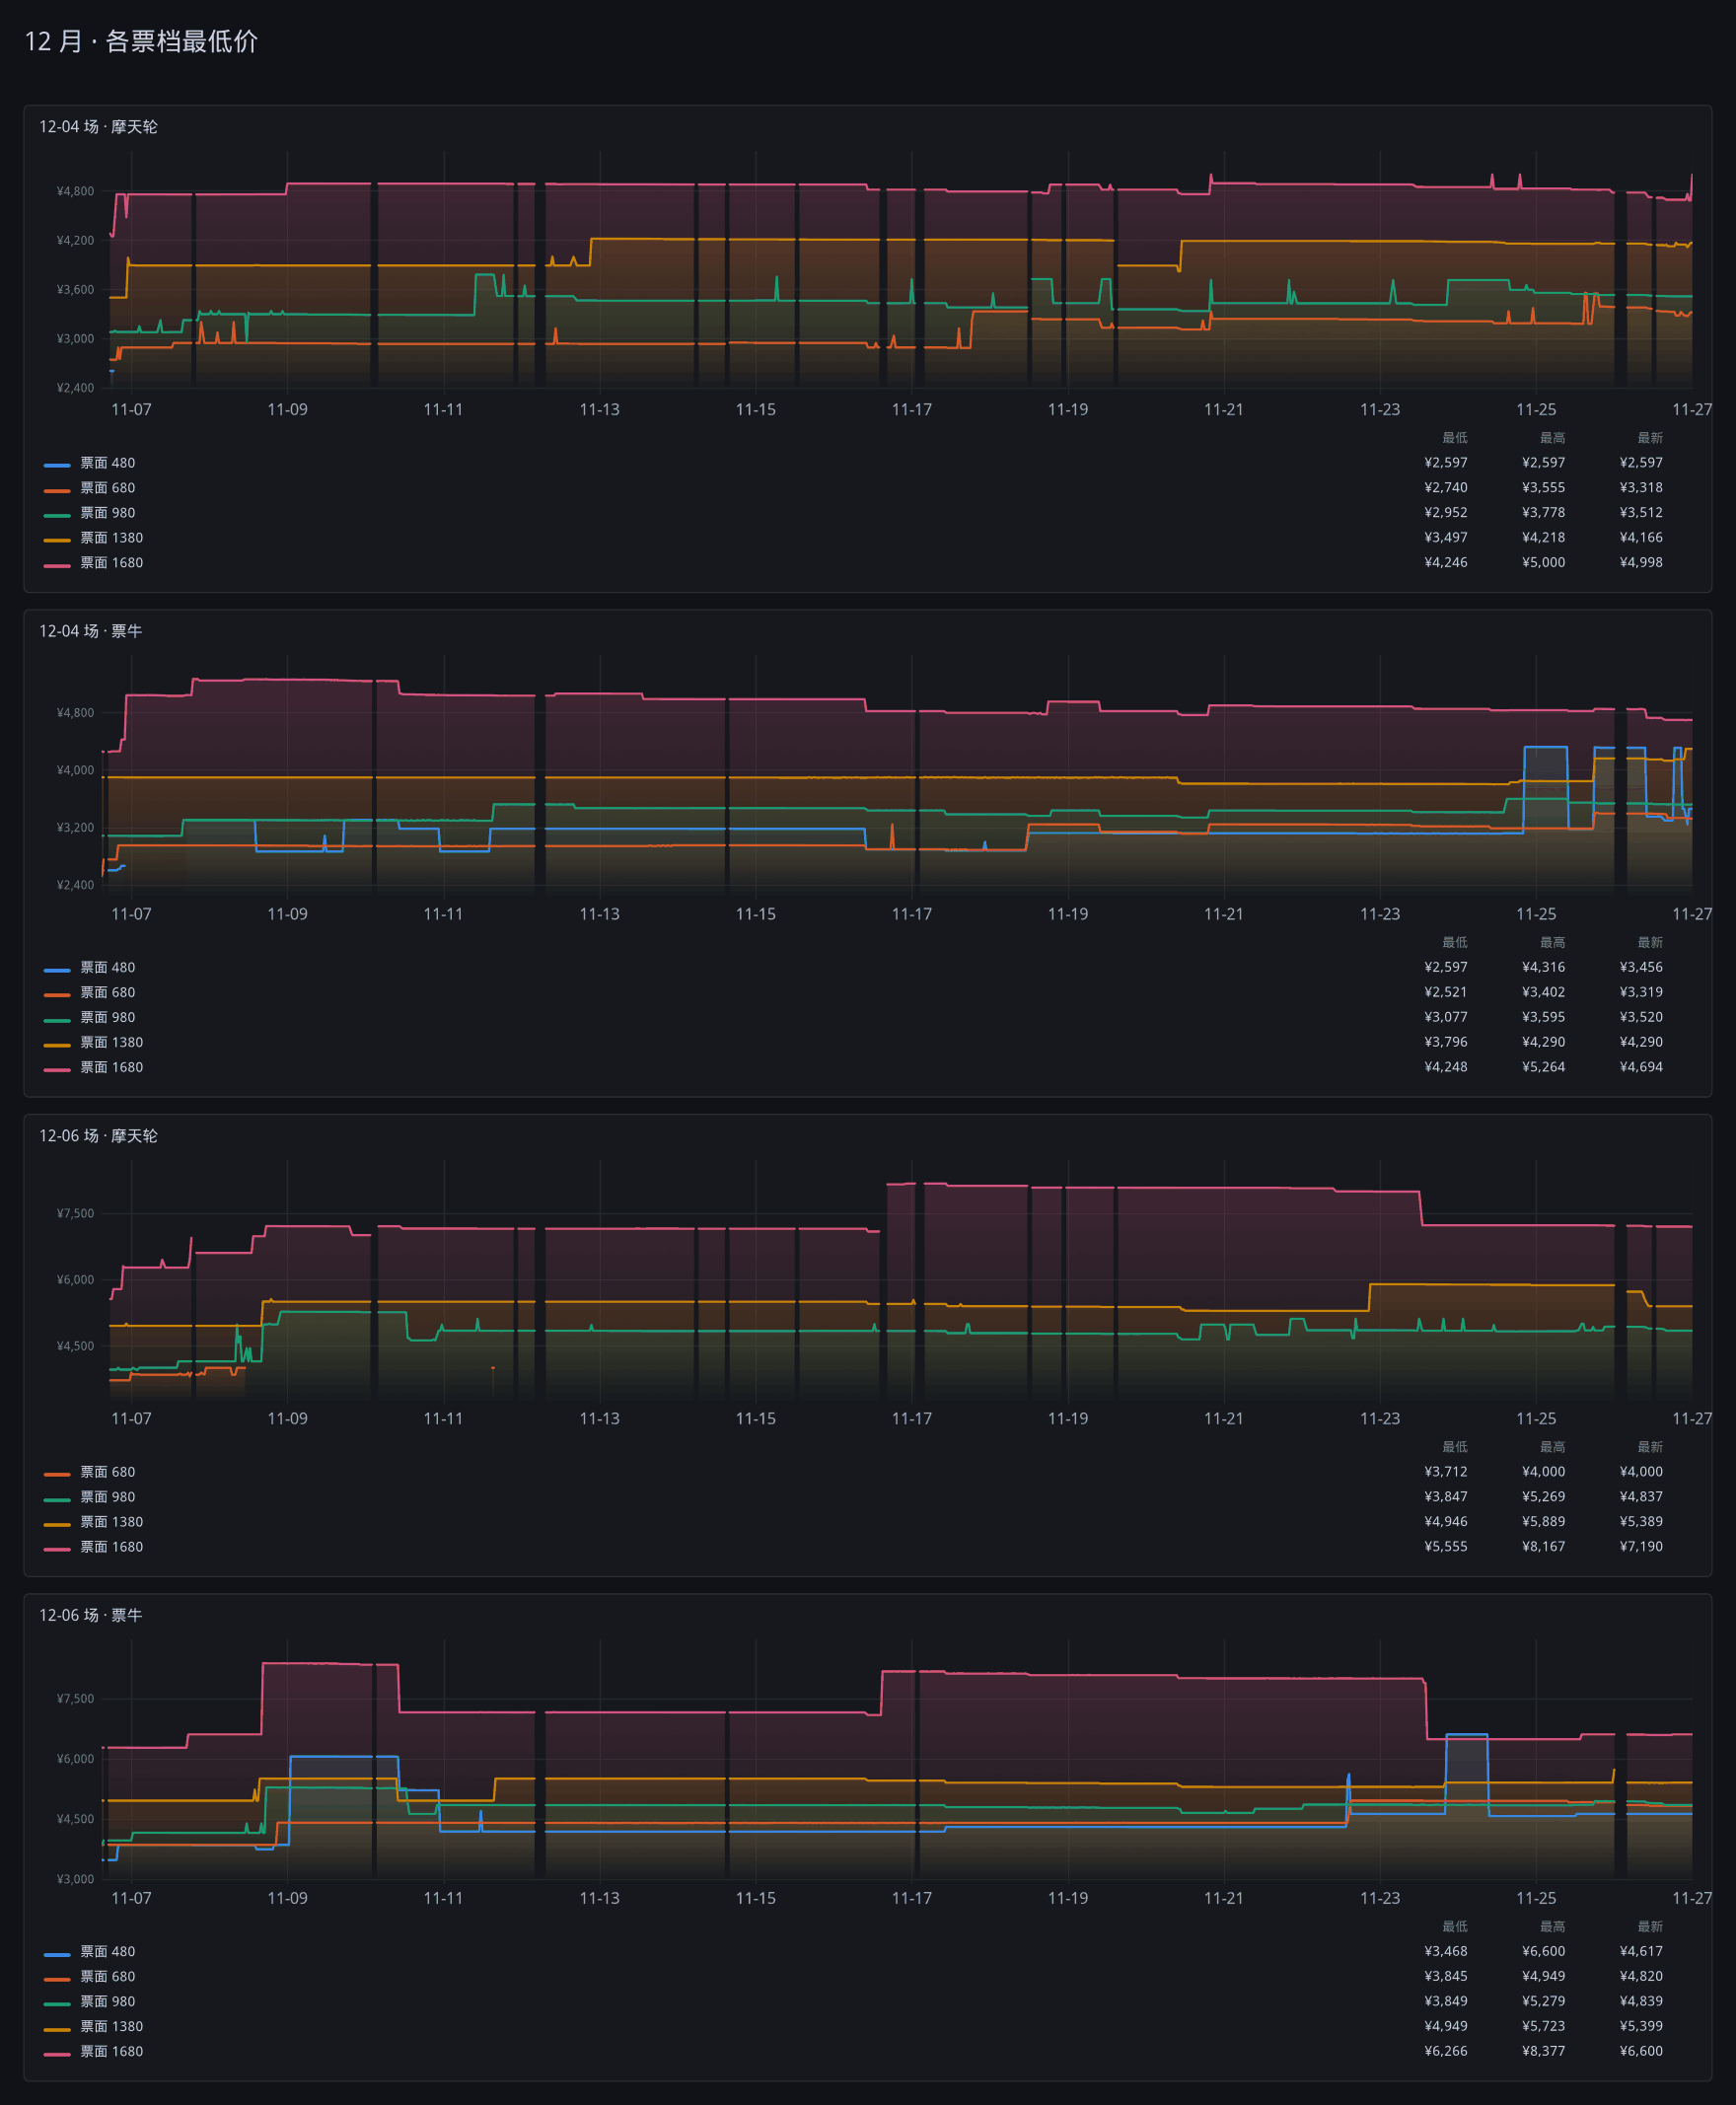 12 月 · 各票档最低价
12-04 场 · 摩天轮
¥4,800
¥4,200
¥3,600
¥3,000
¥2,400
11-07 11-09 11-11 11-13 11-15 11-17 11-19 11-21 11-23 11-25 11-27
最低 最高 最新
票面 480 ¥2,597 ¥2,597 ¥2,597
票面 680 ¥2,740 ¥3,555 ¥3,318
票面 980 ¥2,952 ¥3,778 ¥3,512
票面 1380 ¥3,497 ¥4,218 ¥4,166
票面 1680 ¥4,246 ¥5,000 ¥4,998
12-04 场 · 票牛
¥4,800
¥4,000
¥3,200
¥2,400
11-07 11-09 11-11 11-13 11-15 11-17 11-19 11-21 11-23 11-25 11-27
最低 最高 最新
票面 480 ¥2,597 ¥4,316 ¥3,456
票面 680 ¥2,521 ¥3,402 ¥3,319
票面 980 ¥3,077 ¥3,595 ¥3,520
票面 1380 ¥3,796 ¥4,290 ¥4,290
票面 1680 ¥4,248 ¥5,264 ¥4,694
12-06 场 · 摩天轮
¥7,500
¥6,000
¥4,500
11-07 11-09 11-11 11-13 11-15 11-17 11-19 11-21 11-23 11-25 11-27
最低 最高 最新
票面 680 ¥3,712 ¥4,000 ¥4,000
票面 980 ¥3,847 ¥5,269 ¥4,837
票面 1380 ¥4,946 ¥5,889 ¥5,389
票面 1680 ¥5,555 ¥8,167 ¥7,190
12-06 场 · 票牛
¥7,500
¥6,000
¥4,500
¥3,000
11-07 11-09 11-11 11-13 11-15 11-17 11-19 11-21 11-23 11-25 11-27
最低 最高 最新
票面 480 ¥3,468 ¥6,600 ¥4,617
票面 680 ¥3,845 ¥4,949 ¥4,820
票面 980 ¥3,849 ¥5,279 ¥4,839
票面 1380 ¥4,949 ¥5,723 ¥5,399
票面 1680 ¥6,266 ¥8,377 ¥6,600